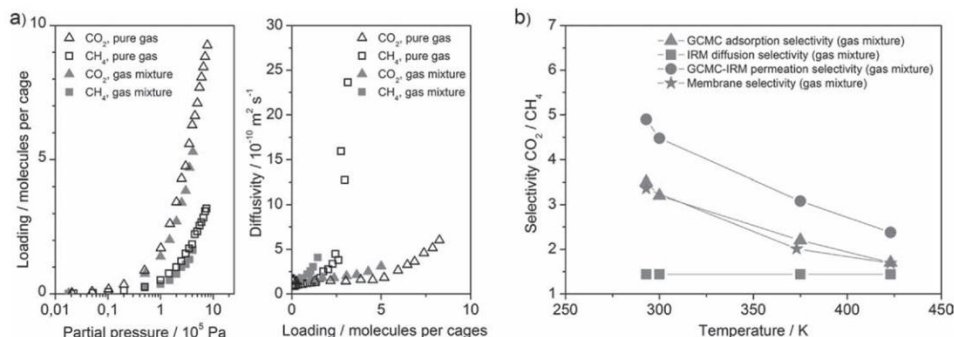 a)
10
5
0
0,01
0,1
1
10
Loading / molecules per cage
Partial pressure / 10⁵ Pa
CO₂, pure gas
CH₄, pure gas
CO₂, gas mixture
CH₄, gas mixture
30
25
20
15
10
5
0
0
5
10
Diffusivity / 10⁻¹⁰ m² s⁻¹
Loading / molecules per cages
CO₂, pure gas
CH₄, pure gas
CO₂, gas mixture
CH₄, gas mixture
b)
7
6
5
4
3
2
1
250
300
350
400
450
Selectivity CO₂ / CH₄
Temperature / K
GCMC adsorption selectivity (gas mixture)
IRM diffusion selectivity (gas mixture)
GCMC-IRM permeation selectivity (gas mixture)
Membrane selectivity (gas mixture)